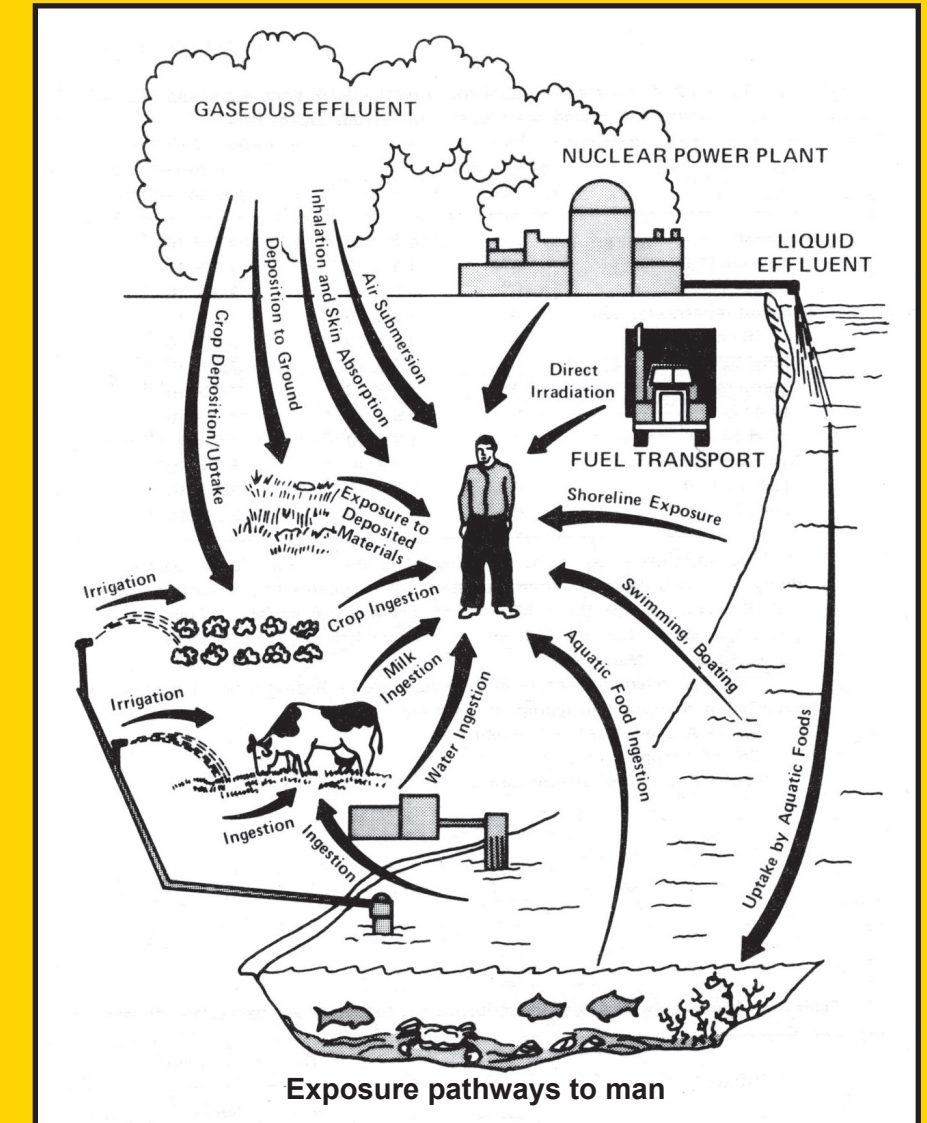 GASEOUS EFFLUENT
NUCLEAR POWER PLANT
LIQUID
EFFLUENT
Crop Deposition/Uptake
Deposition to Ground
Inhalation and Skin Absorption
Air Submersion
Direct
Irradiation
FUEL TRANSPORT
Exposure to
Deposited
Materials
Shoreline Exposure
Irrigation
Crop Ingestion
Swimming, Boating
Milk
Ingestion
Aquatic Food Ingestion
Irrigation
Water Ingestion
Uptake by Aquatic Foods
Ingestion
Ingestion
Exposure pathways to man